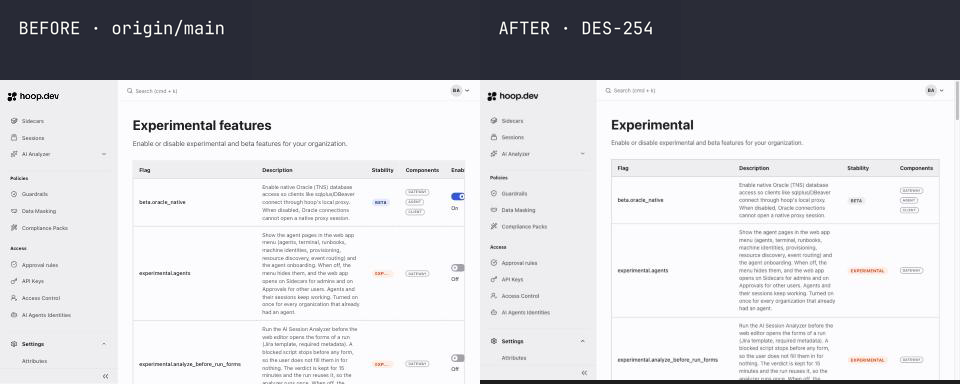 BEFORE · origin/main
hoop.dev
Search (cmd + k)
BA
Sidecars
Sessions
AI Analyzer
Policies
Guardrails
Data Masking
Compliance Packs
Access
Approval rules
API Keys
Access Control
AI Agents Identities
Settings
Attributes
Experimental features
Enable or disable experimental and beta features for your organization.
Flag Description Stability Components Enab
beta.oracle_native
Enable native Oracle (TNS) database
access so clients like sqlplus/DBeaver
connect through hoop's local proxy.
When disabled, Oracle connections
cannot open a native proxy session.
BETA
GATEWAY
AGENT
CLIENT
On
experimental.agents
Show the agent pages in the web app
menu (agents, terminal, runbooks,
machine identities, provisioning,
resource discovery, event routing) and
the agent onboarding. When off, the
menu hides them, and the web app
opens on Sidecars for admins and on
Approvals for other users. Agents and
their sessions keep working. Turned on
once for every organization that already
had an agent.
EXP...
GATEWAY
Off
experimental.analyze_before_run_forms
Run the AI Session Analyzer before the
web editor opens the forms of a run
(Jira template, required metadata). A
blocked script stops before any form,
so the user does not fill them in for
nothing. The verdict is kept for 15
minutes and the run reuses it, so the
analyzer runs once. When off, the
EXP...
GATEWAY
Off
AFTER · DES-254
hoop.dev
Search (cmd + k)
BA
Sidecars
Sessions
AI Analyzer
Policies
Guardrails
Data Masking
Compliance Packs
Access
Approval rules
API Keys
Access Control
AI Agents Identities
Settings
Attributes
Experimental
Enable or disable experimental and beta features for your organization.
Flag Description Stability Components
beta.oracle_native
Enable native Oracle (TNS) database
access so clients like sqlplus/DBeaver
connect through hoop's local proxy.
When disabled, Oracle connections
cannot open a native proxy session.
BETA
GATEWAY
AGENT
CLIENT
experimental.agents
Show the agent pages in the web app
menu (agents, terminal, runbooks,
machine identities, provisioning,
resource discovery, event routing) and
the agent onboarding. When off, the
menu hides them, and the web app
opens on Sidecars for admins and on
Approvals for other users. Agents and
their sessions keep working. Turned on
once for every organization that already
had an agent.
EXPERIMENTAL
GATEWAY
experimental.analyze_before_run_forms
Run the AI Session Analyzer before the
web editor opens the forms of a run
(Jira template, required metadata). A
blocked script stops before any form,
so the user does not fill them in for
nothing. The verdict is kept for 15
minutes and the run reuses it, so the
EXPERIMENTAL
GATEWAY